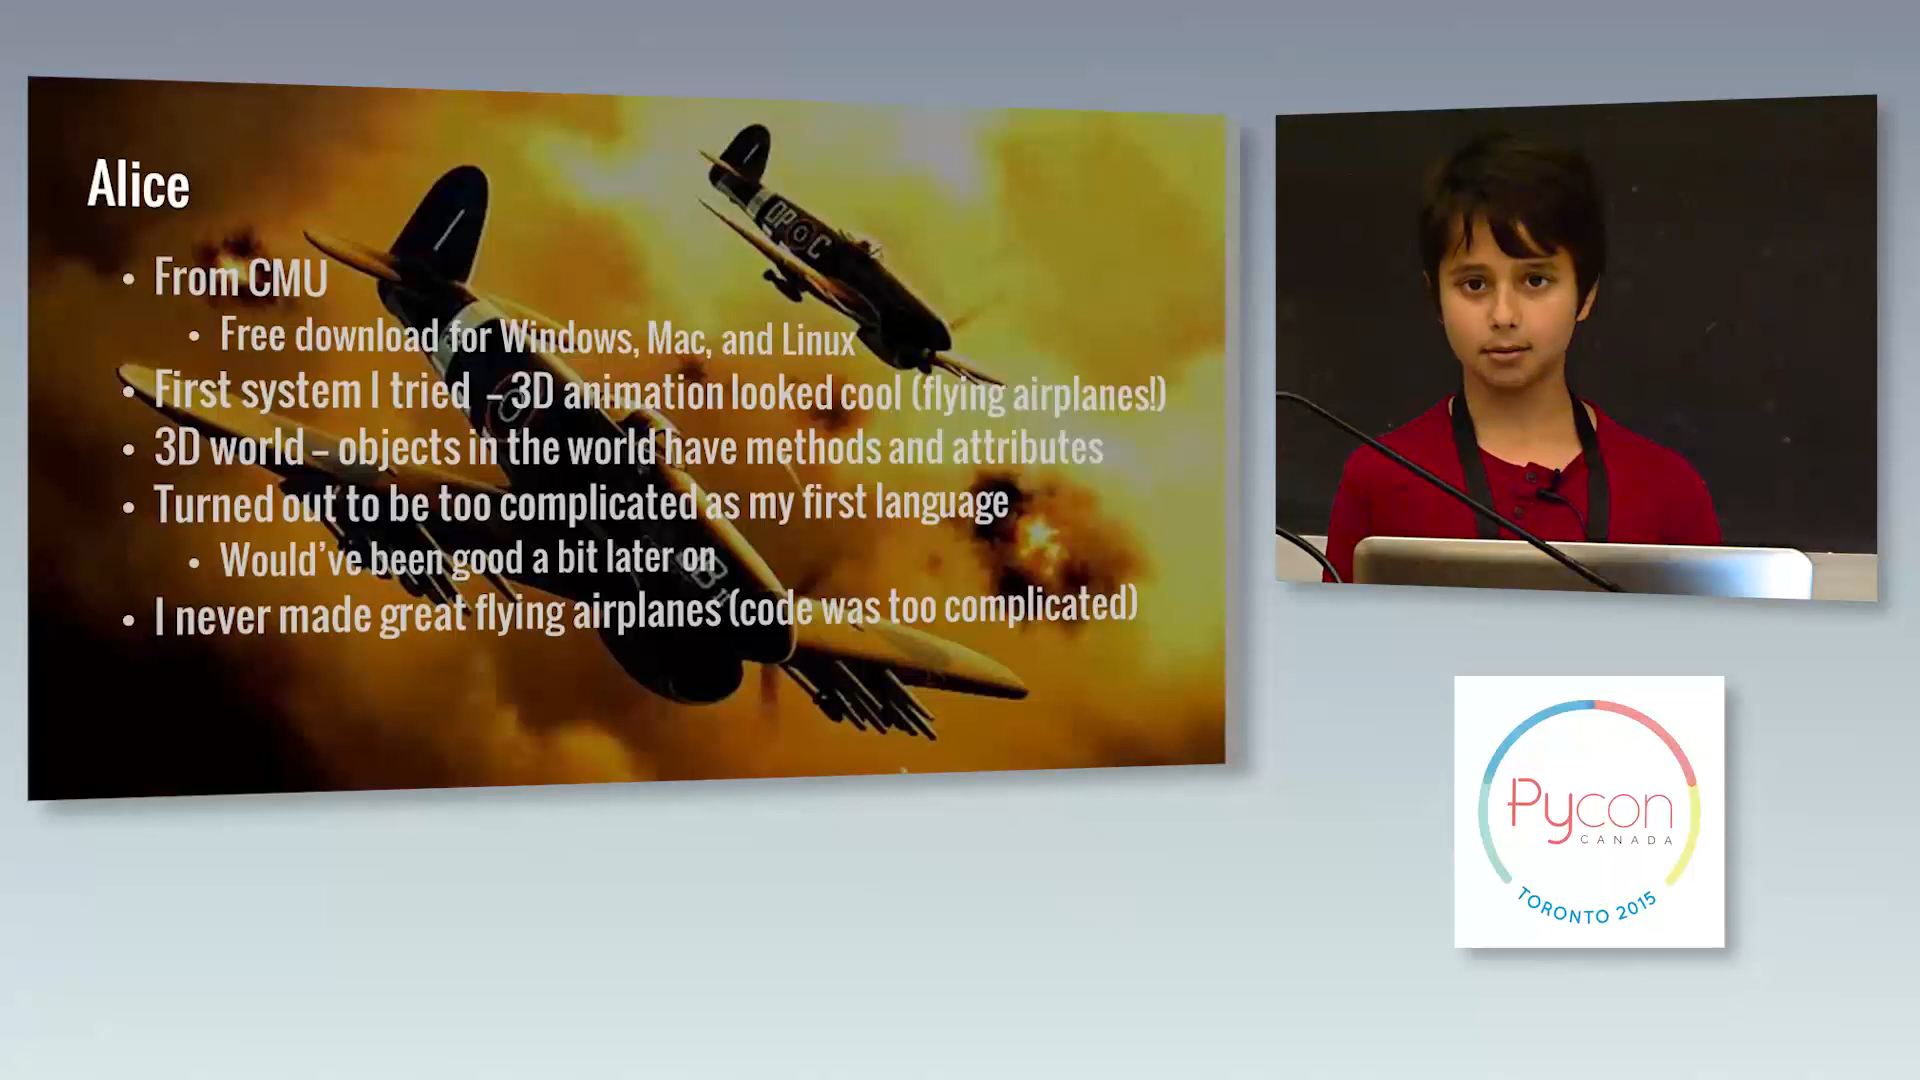 Alice
• From CMU
• Free download for Windows, Mac, and Linux
• First system I tried – 3D animation looked cool (flying airplanes!)
• 3D world – objects in the world have methods and attributes
• Turned out to be too complicated as my first language
• Would’ve been good a bit later on
• I never made great flying airplanes (code was too complicated)
DP C
Pycon
CANADA
TORONTO 2015